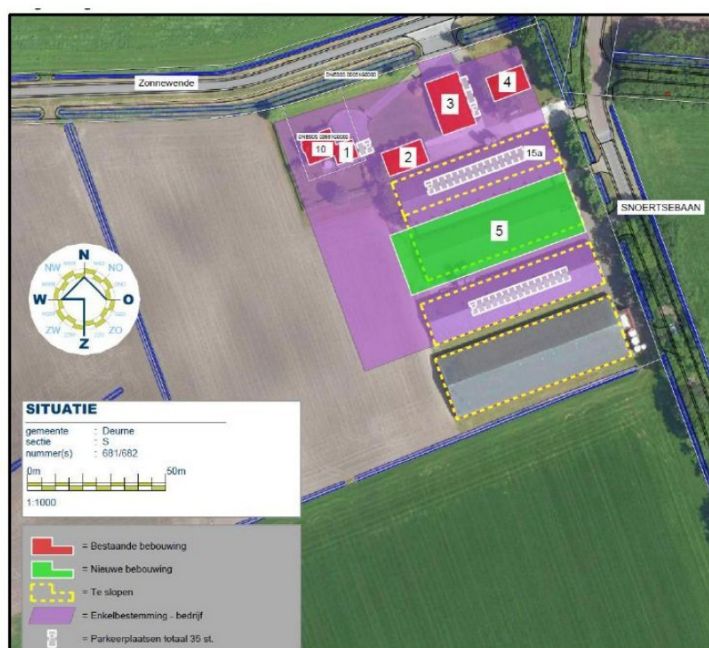 Zonnewende
4
3
10
1
2
15a
SNOERTSEBAAN
5
N
NW
NO
W
O
ZW
ZO
Z
SITUATIE
gemeente : Deurne
sectie : S
nummer(s) : 681/682
0m 50m
1:1000
= Bestaande bebouwing
= Nieuwe bebouwing
= Te slopen
= Enkelbestemming - bedrijf
= Parkeerplaatsen totaal 35 st.